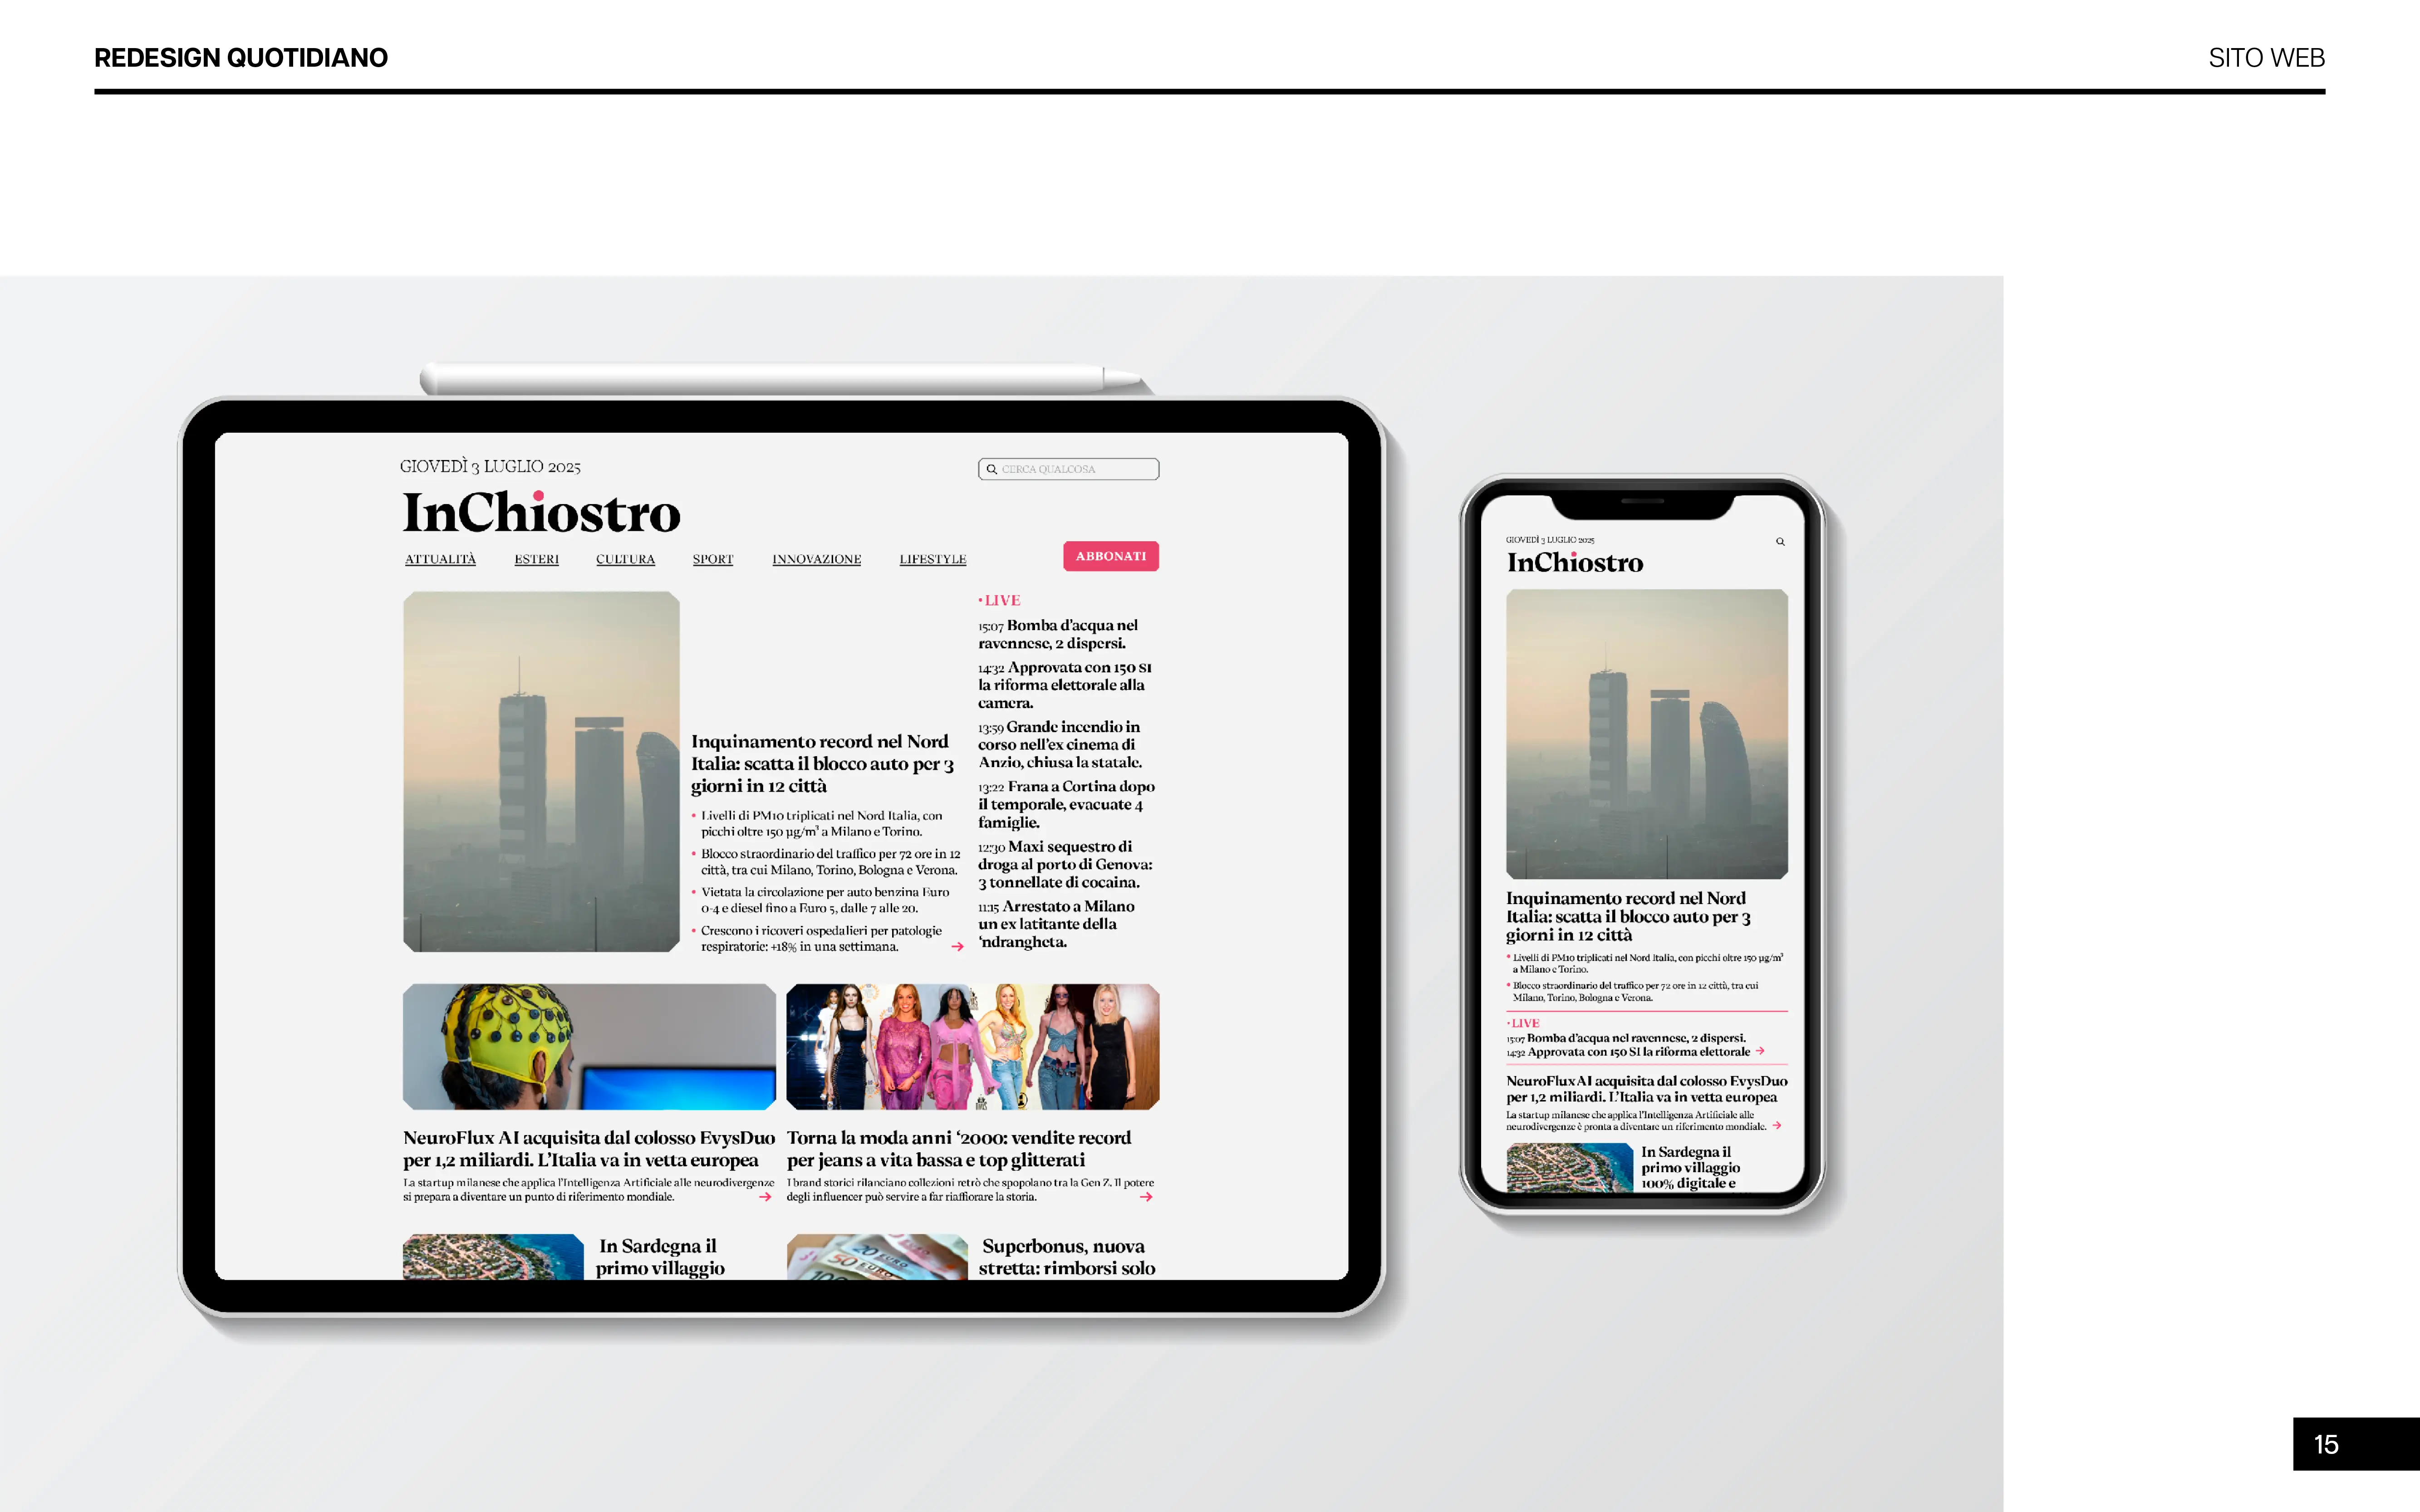 REDESIGN QUOTIDIANO
SITO WEB
GIOVEDÌ 3 LUGLIO 2025
CERCA QUALCOSA
InChiostro
ATTUALITÀ
ESTERI
CULTURA
SPORT
INNOVAZIONE
LIFESTYLE
ABBONATI
Inquinamento record nel Nord
Italia: scatta il blocco auto per 3
giorni in 12 città
• Livelli di PM10 triplicati nel Nord Italia, con
picchi oltre 150 µg/m³ a Milano e Torino.
• Blocco straordinario del traffico per 72 ore in 12
città, tra cui Milano, Torino, Bologna e Verona.
• Vietata la circolazione per auto benzina Euro
0-4 e diesel fino a Euro 5, dalle 7 alle 20.
• Crescono i ricoveri ospedalieri per patologie
respiratorie: +18% in una settimana.
• LIVE
15:07 Bomba d'acqua nel
ravennese, 2 dispersi.
14:32 Approvata con 150 SI
la riforma elettorale alla
camera.
13:59 Grande incendio in
corso nell'ex cinema di
Anzio, chiusa la statale.
13:22 Frana a Cortina dopo
il temporale, evacuate 4
famiglie.
12:30 Maxi sequestro di
droga al porto di Genova:
3 tonnellate di cocaina.
11:15 Arrestato a Milano
un ex latitante della
‘ndrangheta.
NeuroFlux AI acquisita dal colosso EvysDuo
per 1,2 miliardi. L'Italia va in vetta europea
La startup milanese che applica l'Intelligenza Artificiale alle neurodivergenze
si prepara a diventare un punto di riferimento mondiale.
Torna la moda anni ‘2000: vendite record
per jeans a vita bassa e top glitterati
I brand storici rilanciano collezioni retrò che spopolano tra la Gen Z. Il potere
degli influencer può servire a far riaffiorare la storia.
In Sardegna il
primo villaggio
20 EURO
50 EURO
100
Superbonus, nuova
stretta: rimborsi solo
GIOVEDÌ 3 LUGLIO 2025
InChiostro
Inquinamento record nel Nord
Italia: scatta il blocco auto per 3
giorni in 12 città
• Livelli di PM10 triplicati nel Nord Italia, con picchi oltre 150 µg/m³
a Milano e Torino.
• Blocco straordinario del traffico per 72 ore in 12 città, tra cui
Milano, Torino, Bologna e Verona.
• LIVE
15:07 Bomba d'acqua nel ravennese, 2 dispersi.
14:32 Approvata con 150 SI la riforma elettorale
NeuroFlux AI acquisita dal colosso EvysDuo
per 1,2 miliardi. L'Italia va in vetta europea
La startup milanese che applica l'Intelligenza Artificiale alle
neurodivergenze è pronta a diventare un riferimento mondiale.
In Sardegna il
primo villaggio
100% digitale e
15